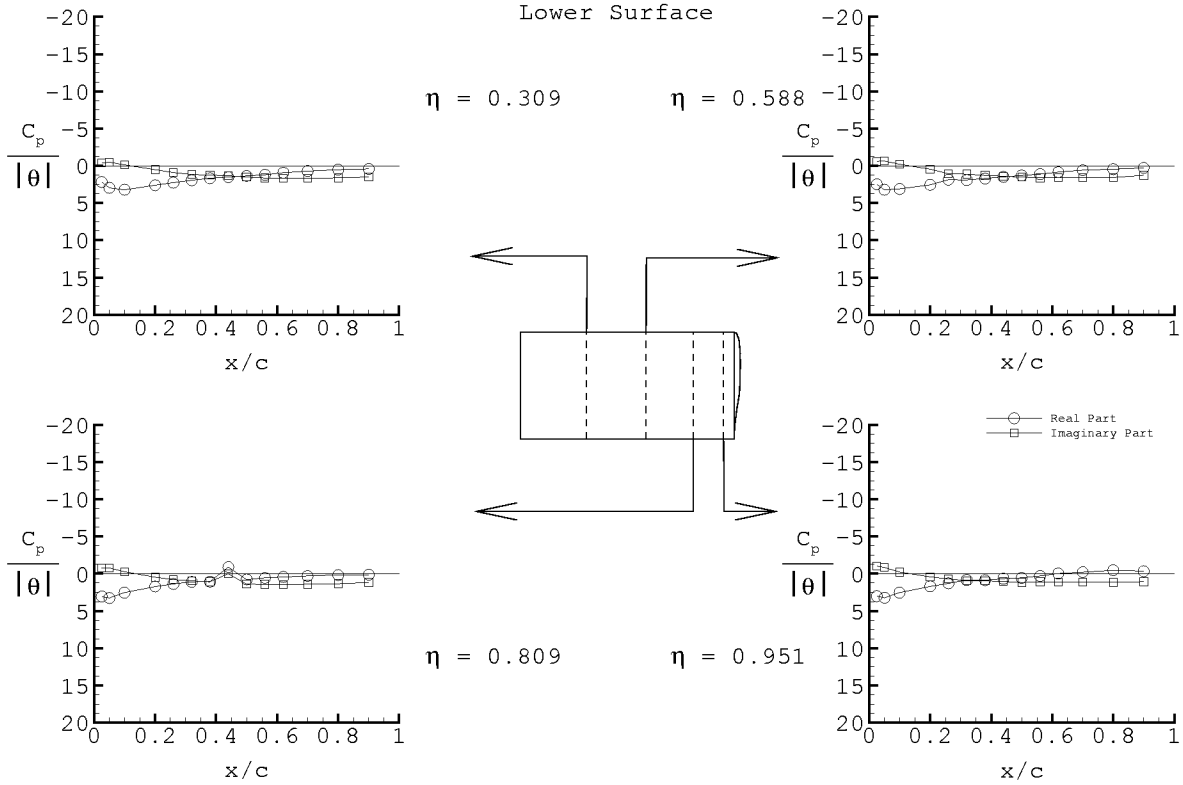 Lower Surface
-20
-15
-10
-5
0
5
10
15
20
C_p
|θ|
0 0.2 0.4 0.6 0.8 1
x/c
η = 0.309
η = 0.588
-20
-15
-10
-5
0
5
10
15
20
C_p
|θ|
0 0.2 0.4 0.6 0.8 1
x/c
Real Part
Imaginary Part
-20
-15
-10
-5
0
5
10
15
20
C_p
|θ|
0 0.2 0.4 0.6 0.8 1
x/c
η = 0.809
η = 0.951
-20
-15
-10
-5
0
5
10
15
20
C_p
|θ|
0 0.2 0.4 0.6 0.8 1
x/c